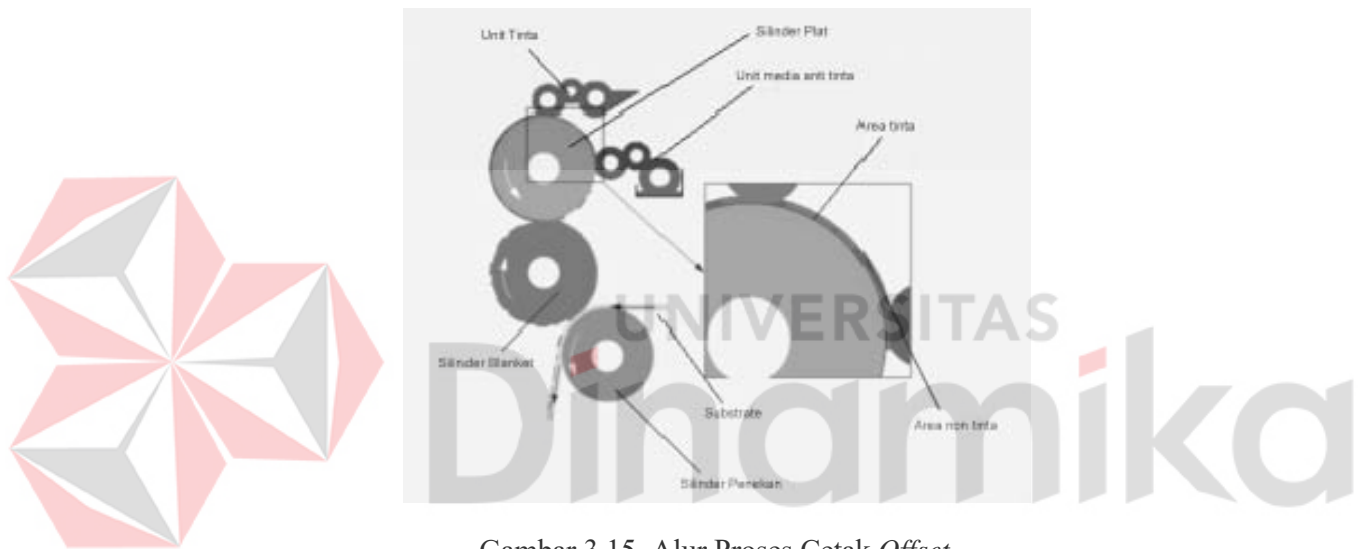 Unit Tinta
Silinder Plat
Unit media anti tinta
Area tinta
UNIVERSITAS
Dinamika
Silinder Blanket
Substrate
Area non tinta
Silinder Penekan
Gambar 3.15. Alur Proses Cetak Offset